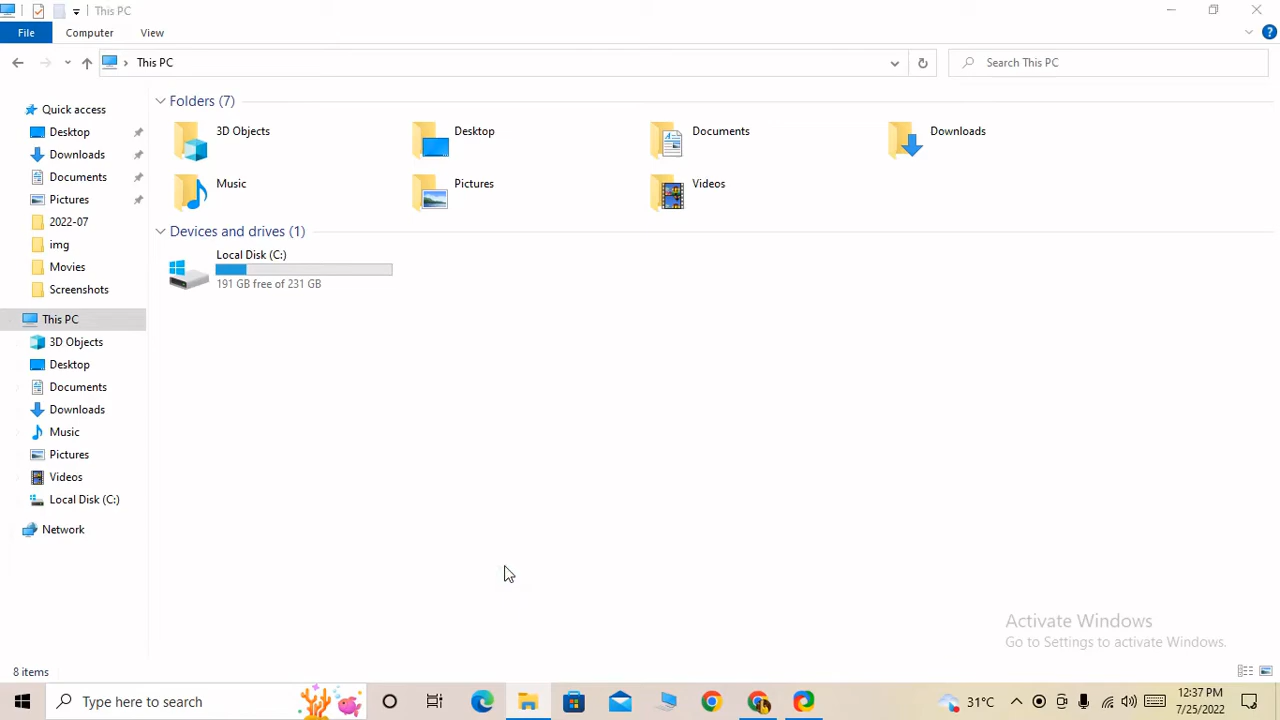 This PC
File Computer View
This PC
Search This PC
Quick access
Desktop
Downloads
Documents
Pictures
2022-07
img
Movies
Screenshots
This PC
3D Objects
Desktop
Documents
Downloads
Music
Pictures
Videos
Local Disk (C:)
Network
Folders (7)
3D Objects
Desktop
Documents
Downloads
Music
Pictures
Videos
Devices and drives (1)
Local Disk (C:)
191 GB free of 231 GB
Activate Windows
Go to Settings to activate Windows.
8 items
Type here to search
31°C
12:37 PM
7/25/2022